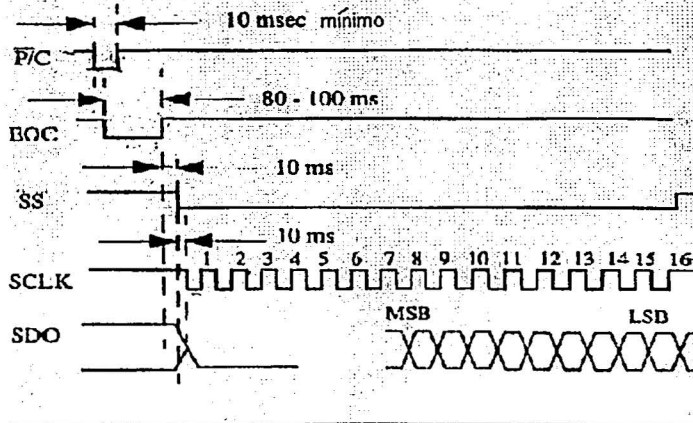 10 msec mínimo
P/C
80 - 100 ms
EOC
10 ms
SS
10 ms
SCLK 1 2 3 4 5 6 7 8 9 10 11 12 13 14 15 16
MSB LSB
SDO